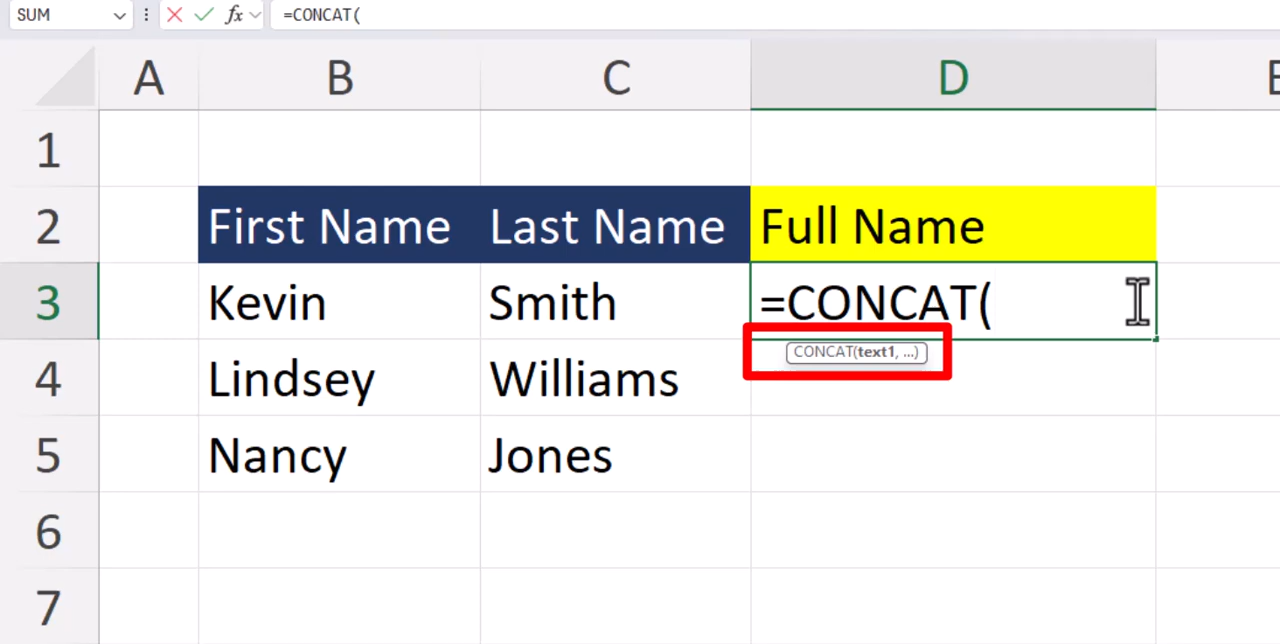 SUM fx =CONCAT(
A B C D E
1
2 First Name Last Name Full Name
3 Kevin Smith =CONCAT(
CONCAT(text1, ...)
4 Lindsey Williams
5 Nancy Jones
6
7